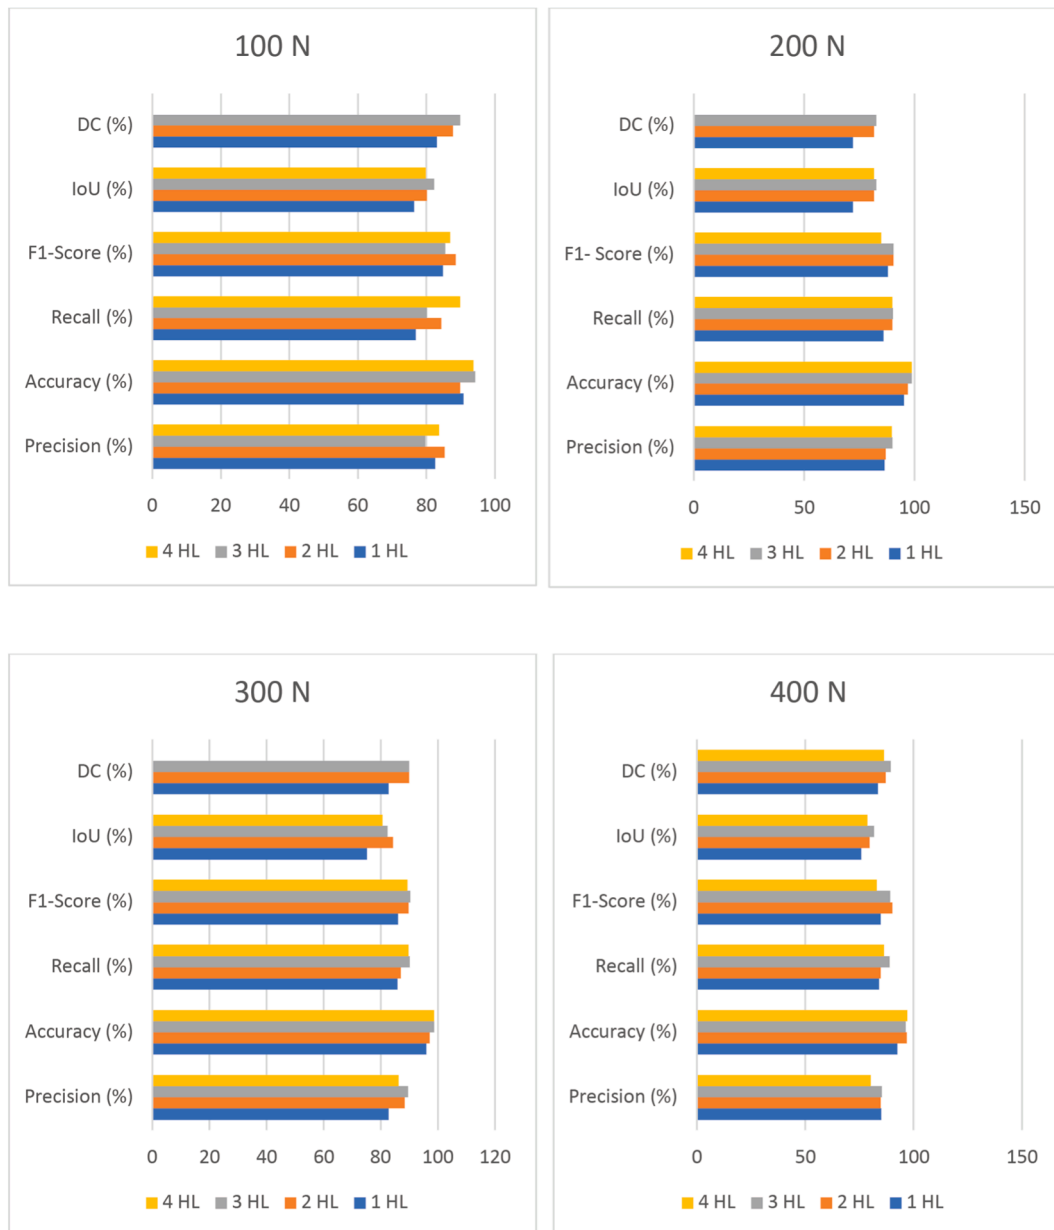 100 N
DC (%)
IoU (%)
F1-Score (%)
Recall (%)
Accuracy (%)
Precision (%)
0 20 40 60 80 100
4 HL 3 HL 2 HL 1 HL
200 N
DC (%)
IoU (%)
F1- Score (%)
Recall (%)
Accuracy (%)
Precision (%)
0 50 100 150
4 HL 3 HL 2 HL 1 HL
300 N
DC (%)
IoU (%)
F1-Score (%)
Recall (%)
Accuracy (%)
Precision (%)
0 20 40 60 80 100 120
4 HL 3 HL 2 HL 1 HL
400 N
DC (%)
IoU (%)
F1-Score (%)
Recall (%)
Accuracy (%)
Precision (%)
0 50 100 150
4 HL 3 HL 2 HL 1 HL